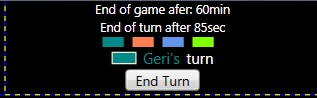 End of game afer: 60min
End of turn after 85sec
Geri's turn
End Turn